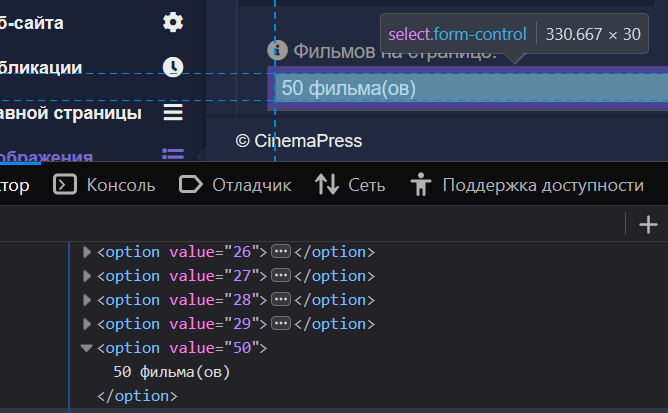 б-сайта
бликации
авной страницы
ображения
select.form-control 330.667 × 30
Фильмов на странице:
50 фильма(ов)
© CinemaPress
тор Консоль Отладчик Сеть Поддержка доступности
<option value="26"></option>
<option value="27"></option>
<option value="28"></option>
<option value="29"></option>
<option value="50">
50 фильма(ов)
</option>